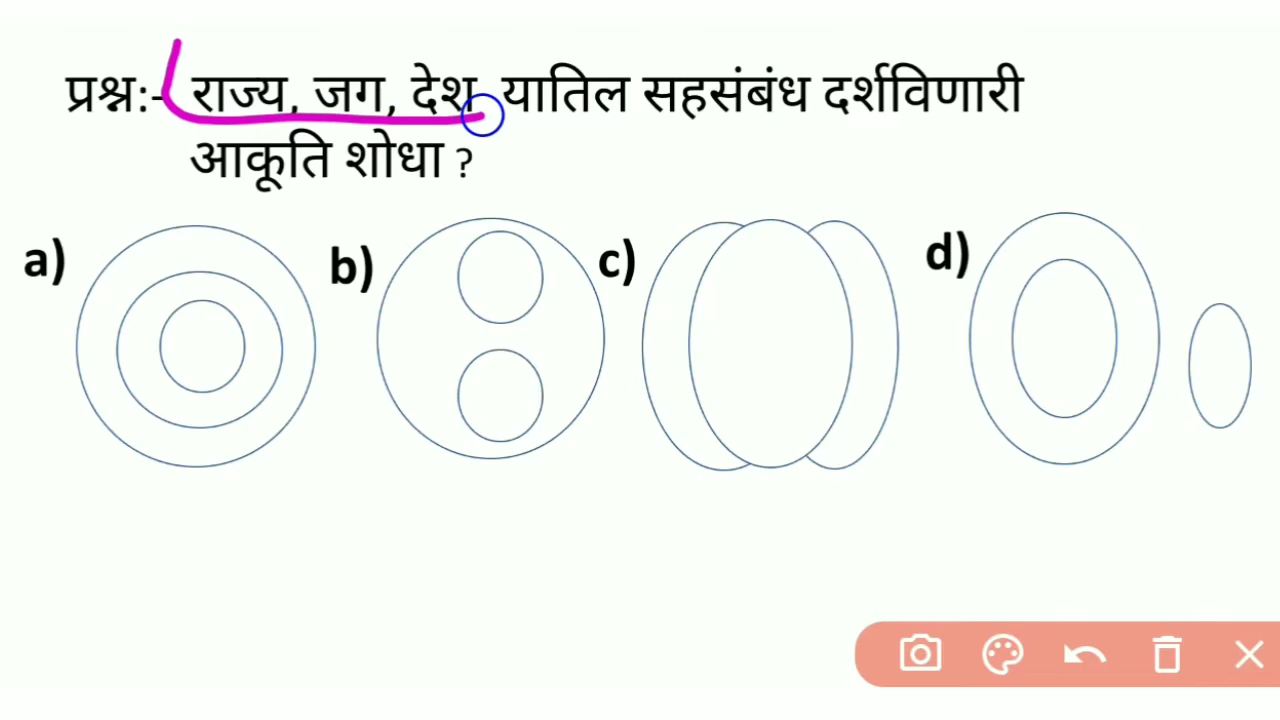 प्रश्न:- राज्य, जग, देश यातिल सहसंबंध दर्शविणारी
आकृति शोधा ?
a) b) c) d)